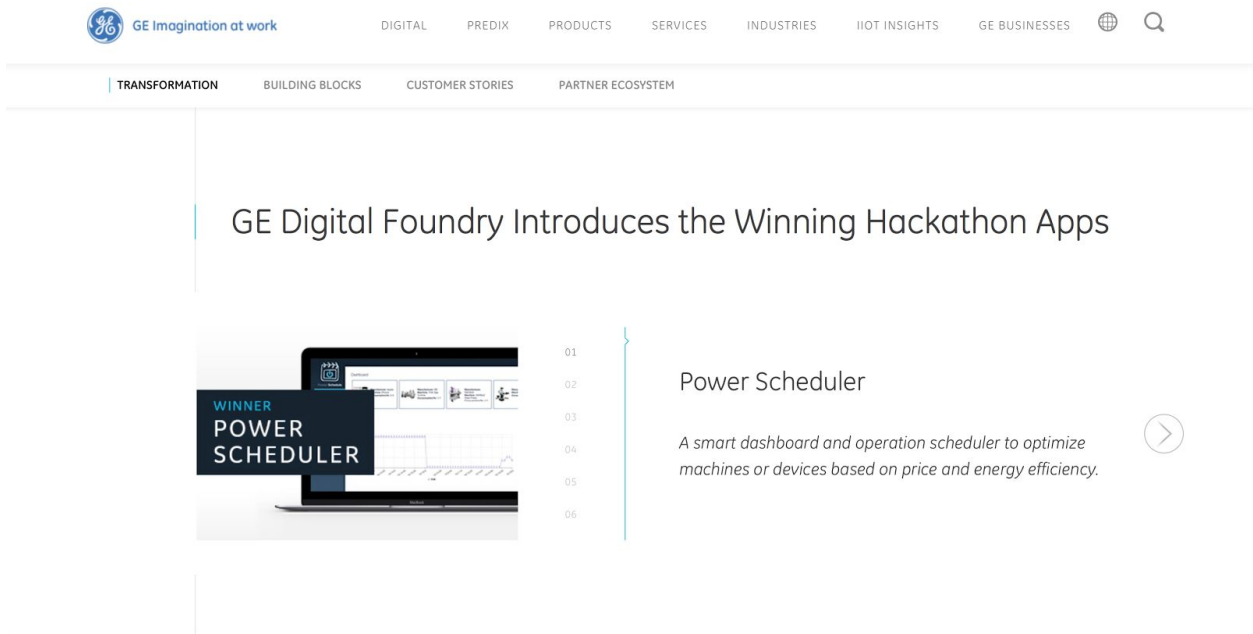 GE Imagination at work
DIGITAL PREDIX PRODUCTS SERVICES INDUSTRIES IIOT INSIGHTS GE BUSINESSES
TRANSFORMATION BUILDING BLOCKS CUSTOMER STORIES PARTNER ECOSYSTEM
GE Digital Foundry Introduces the Winning Hackathon Apps
Dashboard
WINNER
POWER
SCHEDULER
01
02
03
04
05
06
Power Scheduler
A smart dashboard and operation scheduler to optimize
machines or devices based on price and energy efficiency.